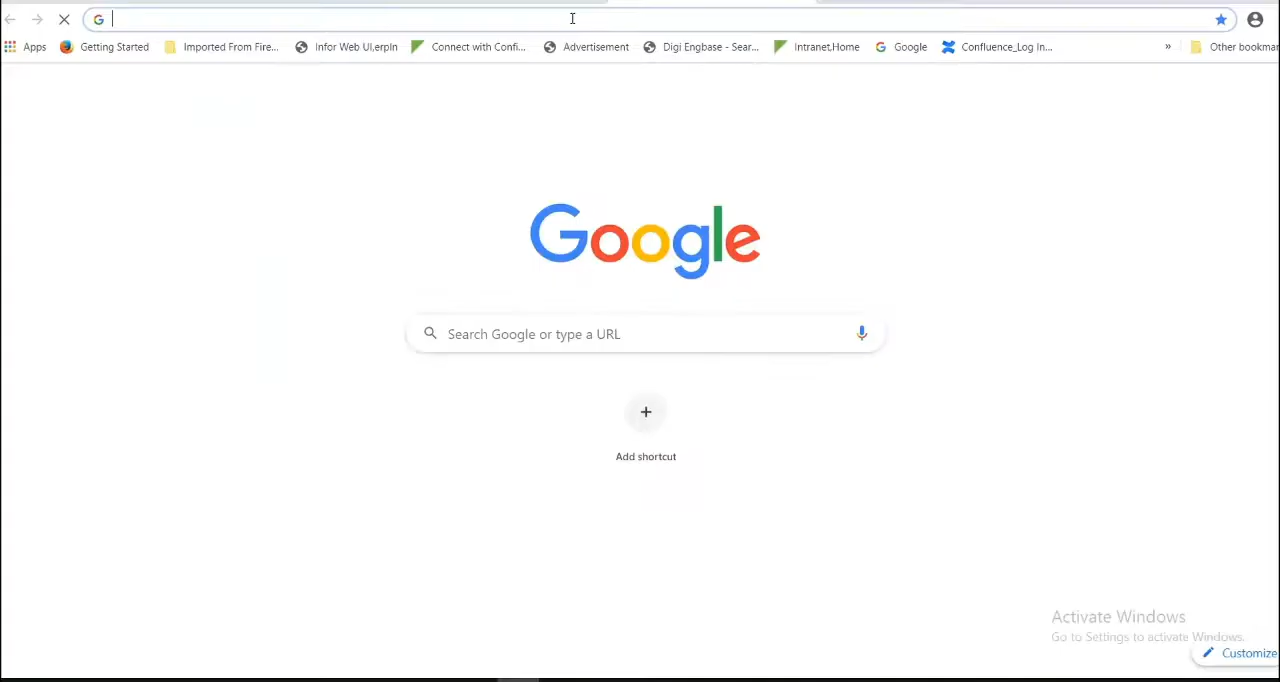 Apps Getting Started Imported From Fire... Infor Web UI,erpIn Connect with Confi... Advertisement Digi Engbase - Sear... Intranet.Home Google Confluence_Log In... » Other bookmar
Google
Search Google or type a URL
Add shortcut
Activate Windows
Go to Settings to activate Windows.
Customize